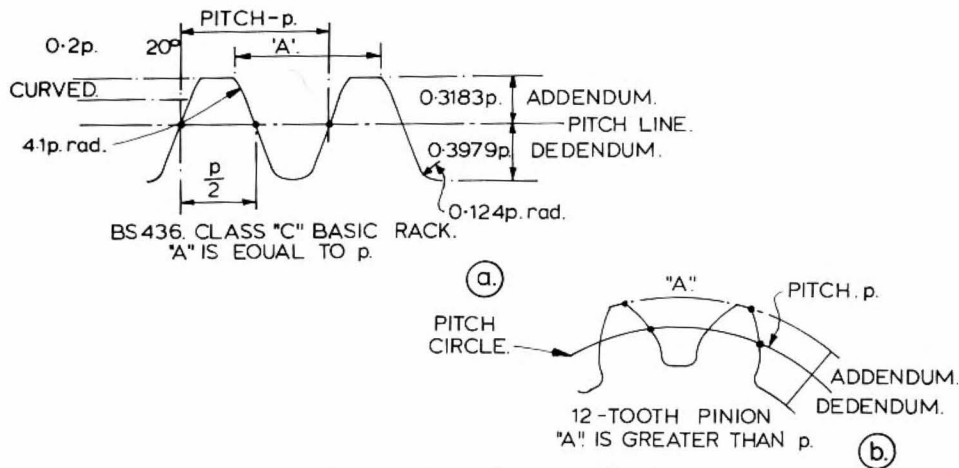 PITCH-p.
0·2p.
20°
'A'.
CURVED.
0·3183p. ADDENDUM.
PITCH LINE.
4·1p. rad.
0·3979p. DEDENDUM.
p
2
0·124p. rad.
BS 436. CLASS "C" BASIC RACK.
"A" IS EQUAL TO p.
a.
"A"
PITCH. p.
PITCH
CIRCLE.
ADDENDUM.
DEDENDUM.
12-TOOTH PINION
"A" IS GREATER THAN p.
b.